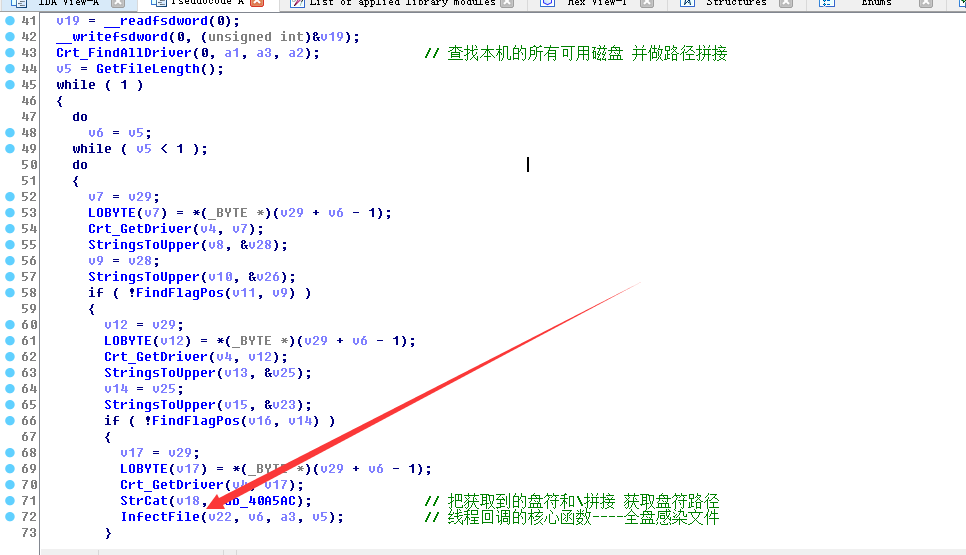 IDA View-A Pseudocode-A List of applied library modules Hex View-1 Structures Enums
41 v19 = __readfsdword(0);
42 __writefsdword(0, (unsigned int)&v19);
43 Crt_FindAllDriver(0, a1, a3, a2); // 查找本机的所有可用磁盘 并做路径拼接
44 v5 = GetFileLength();
45 while ( 1 )
46 {
47 do
48 v6 = v5;
49 while ( v5 < 1 );
50 do
51 {
52 v7 = v29;
53 LOBYTE(v7) = *(_BYTE *)(v29 + v6 - 1);
54 Crt_GetDriver(v4, v7);
55 StringsToUpper(v8, &v28);
56 v9 = v28;
57 StringsToUpper(v10, &v26);
58 if ( !FindFlagPos(v11, v9) )
59 {
60 v12 = v29;
61 LOBYTE(v12) = *(_BYTE *)(v29 + v6 - 1);
62 Crt_GetDriver(v4, v12);
63 StringsToUpper(v13, &v25);
64 v14 = v25;
65 StringsToUpper(v15, &v23);
66 if ( !FindFlagPos(v16, v14) )
67 {
68 v17 = v29;
69 LOBYTE(v17) = *(_BYTE *)(v29 + v6 - 1);
70 Crt_GetDriver(v4, v17);
71 StrCat(v18, _40A5AC); // 把获取到的盘符和\拼接 获取盘符路径
72 InfectFile(v22, v6, a3, v5); // 线程回调的核心函数----全盘感染文件
73 }